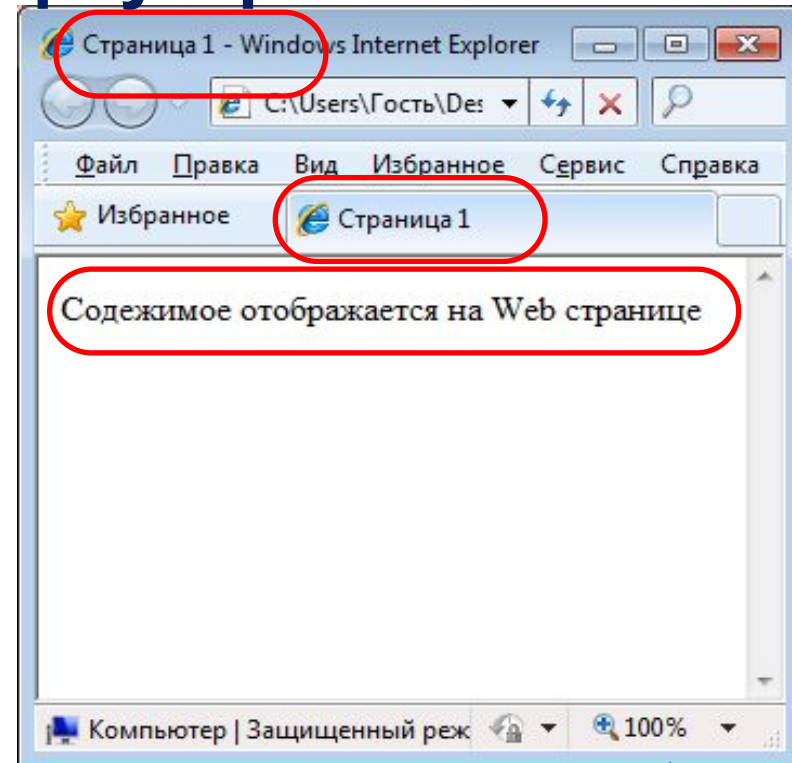 Страница 1 - Windows Internet Explorer
C:\Users\Гость\Des
Файл Правка Вид Избранное Сервис Справка
Избранное Страница 1
Содежимое отображается на Web странице
Компьютер | Защищенный реж 100%